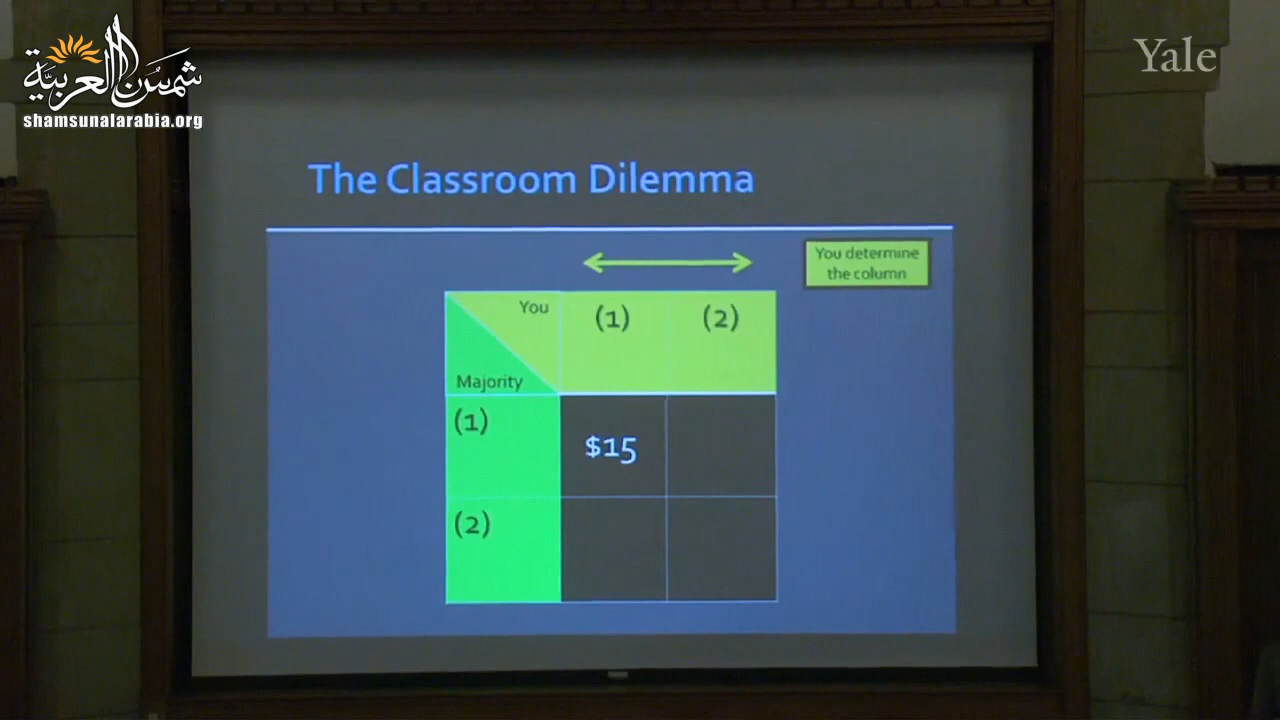 شمس العربية
shamsunalarabia.org
Yale
The Classroom Dilemma
You determine
the column
You
(1)
(2)
Majority
(1)
$15
(2)